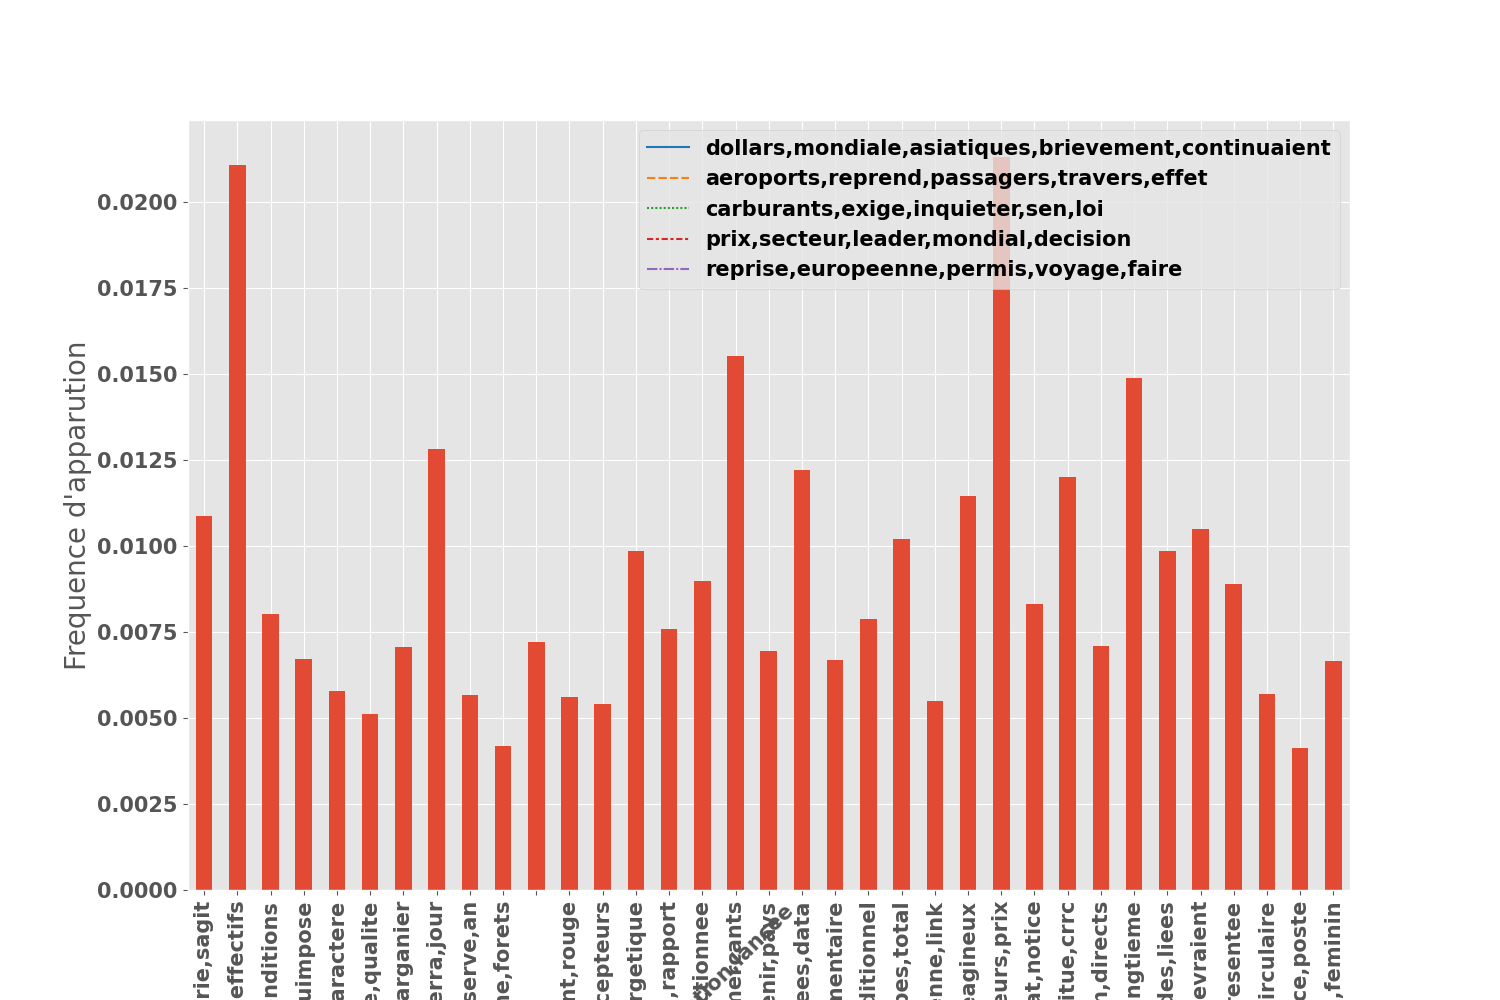 dollars,mondiale,asiatiques,brievement,continuaient
aeroports,reprend,passagers,travers,effet
carburants,exige,inquieter,sen,loi
prix,secteur,leader,mondial,decision
reprise,europeenne,permis,voyage,faire
Frequence d'apparution
0.0200
0.0175
0.0150
0.0125
0.0100
0.0075
0.0050
0.0025
0.0000
rie,sagit
effectifs
nditions
uimpose
aractere
e,qualite
arganier
erra,jour
serve,an
ne,forets
nt,rouge
cepteurs
rgetique
,rapport
tionnee
mercants
enir,pays
ees,data
mentaire
ditionnel
pes,total
enne,link
eagineux
eurs,prix
at,notice
itue,crrc
n,directs
ngtieme
des,liees
evraient
resentee
irculaire
ce,poste
,feminin